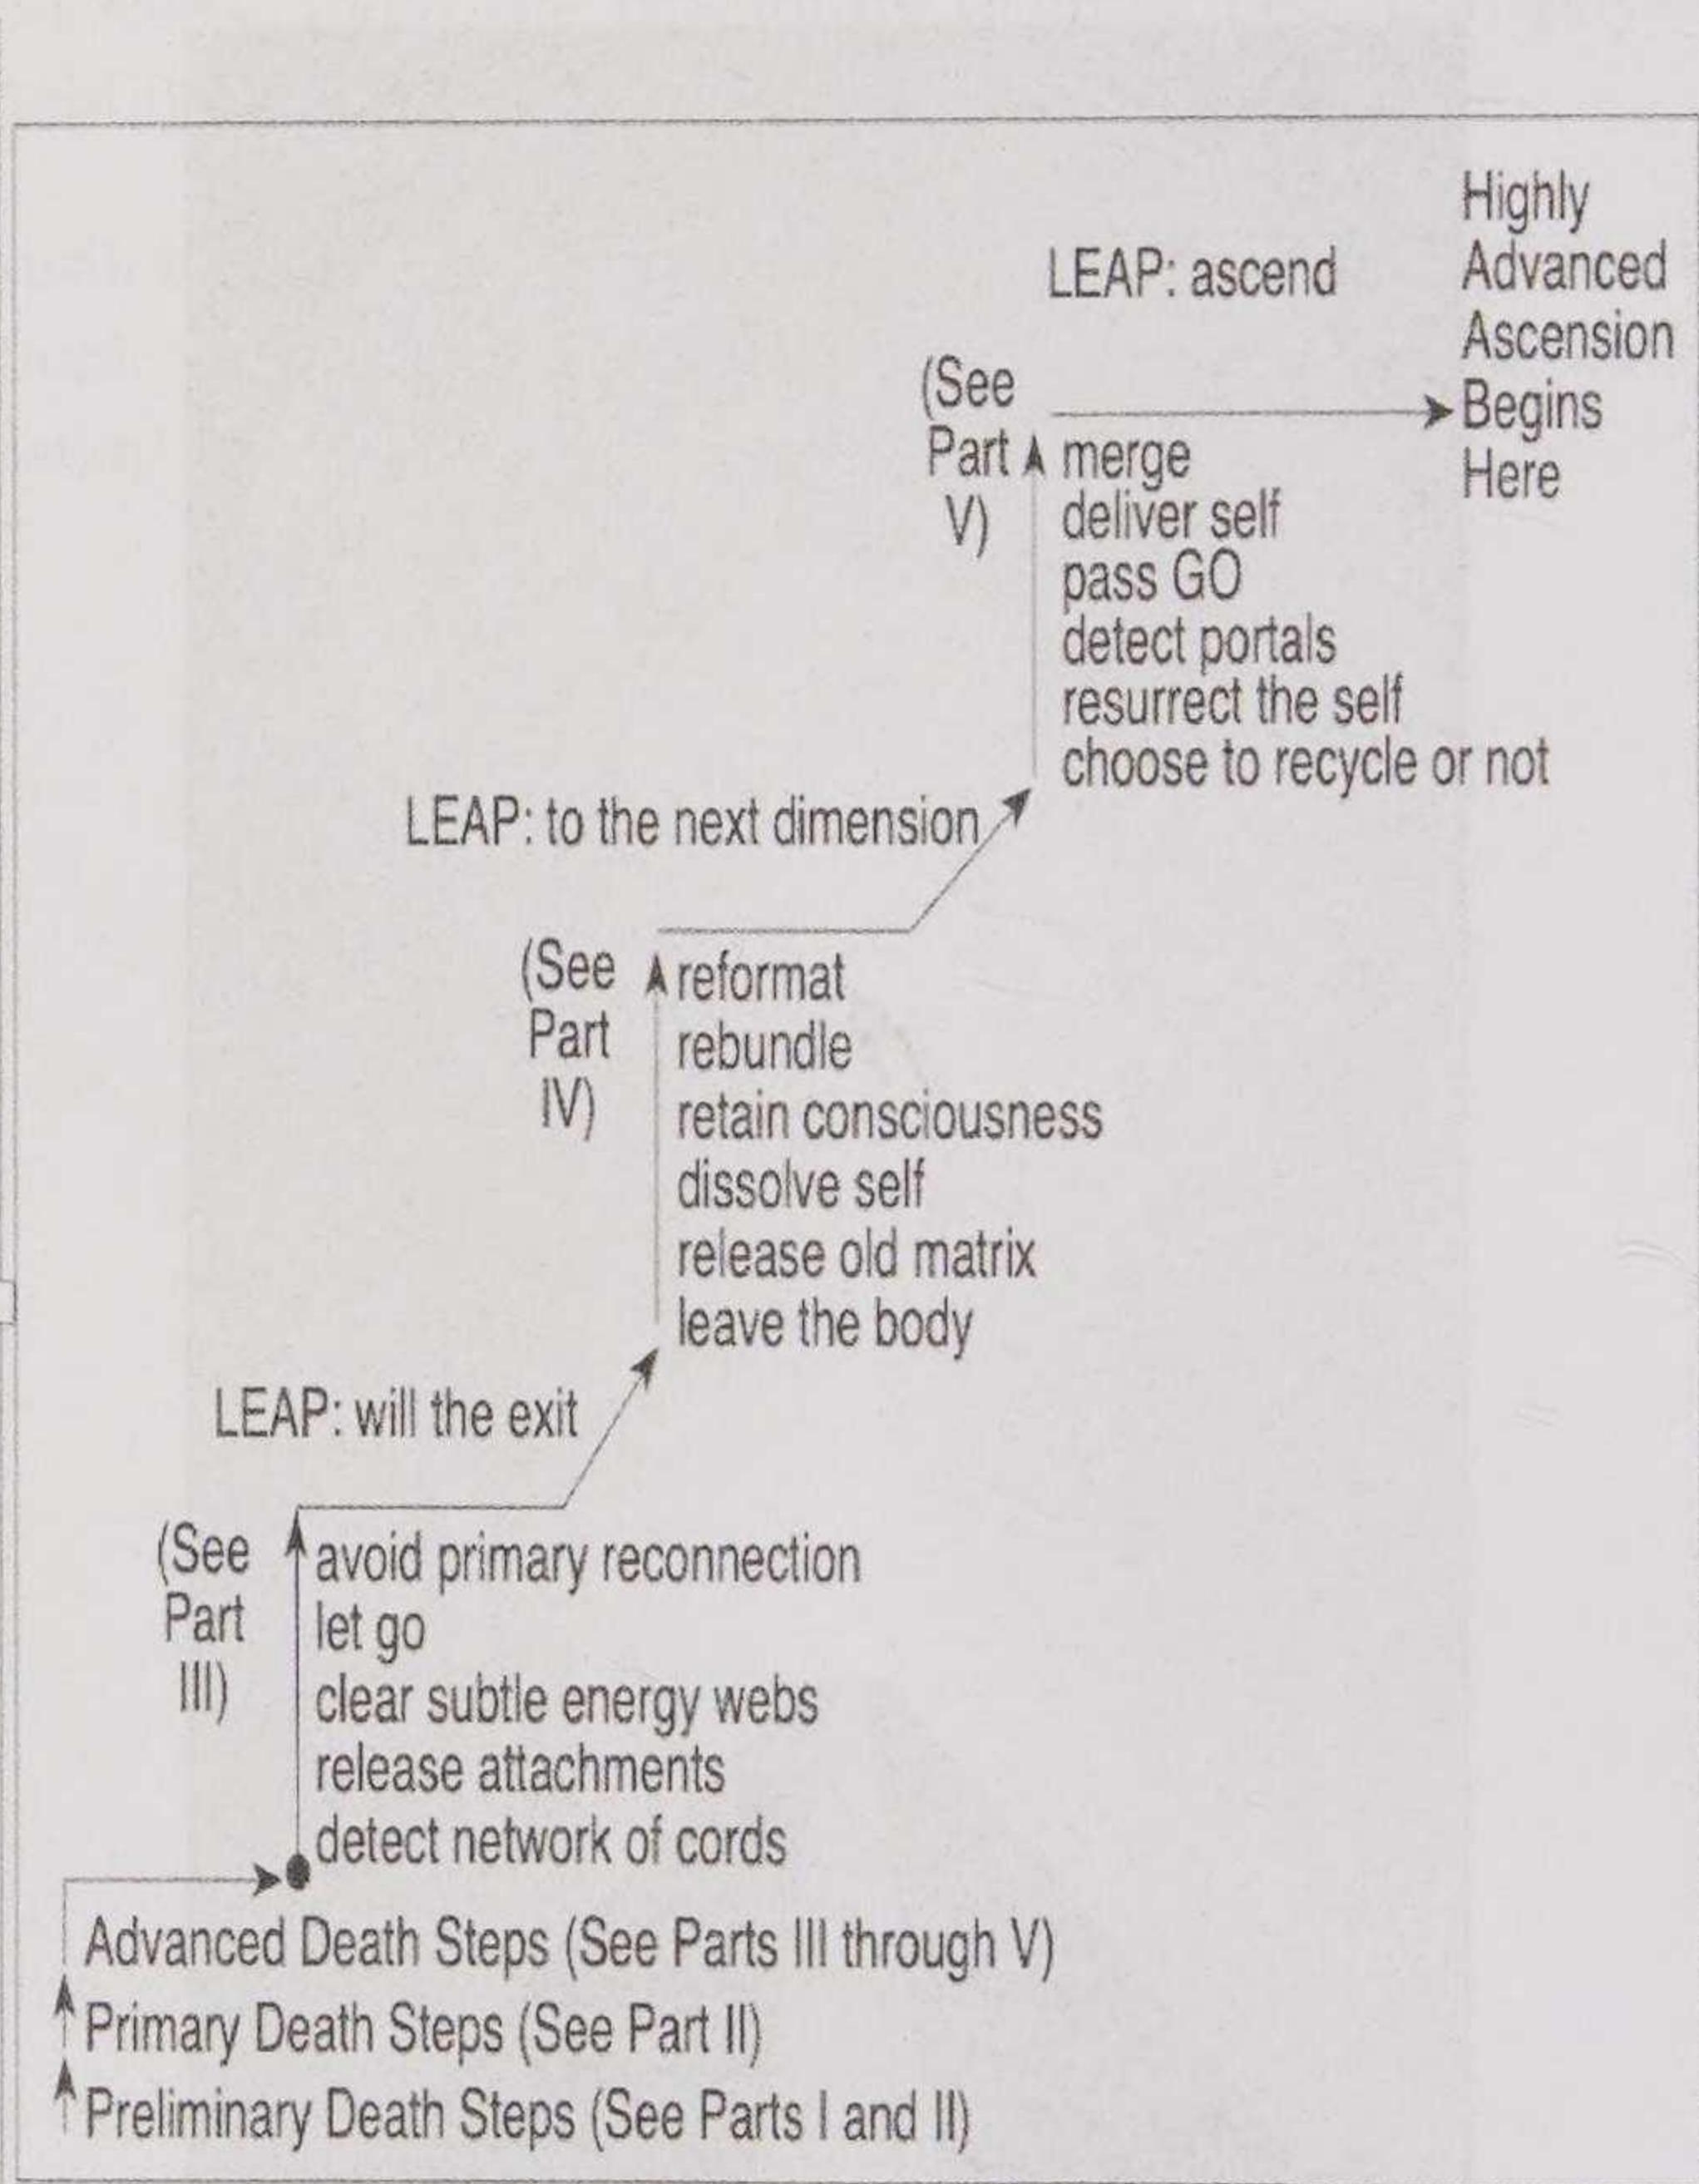 Highly
Advanced
Ascension
Begins
Here
LEAP: ascend
(See
Part
V)
merge
deliver self
pass GO
detect portals
resurrect the self
choose to recycle or not
LEAP: to the next dimension
(See
Part
IV)
reformat
rebundle
retain consciousness
dissolve self
release old matrix
leave the body
LEAP: will the exit
(See
Part
III)
avoid primary reconnection
let go
clear subtle energy webs
release attachments
detect network of cords
Advanced Death Steps (See Parts III through V)
Primary Death Steps (See Part II)
Preliminary Death Steps (See Parts I and II)